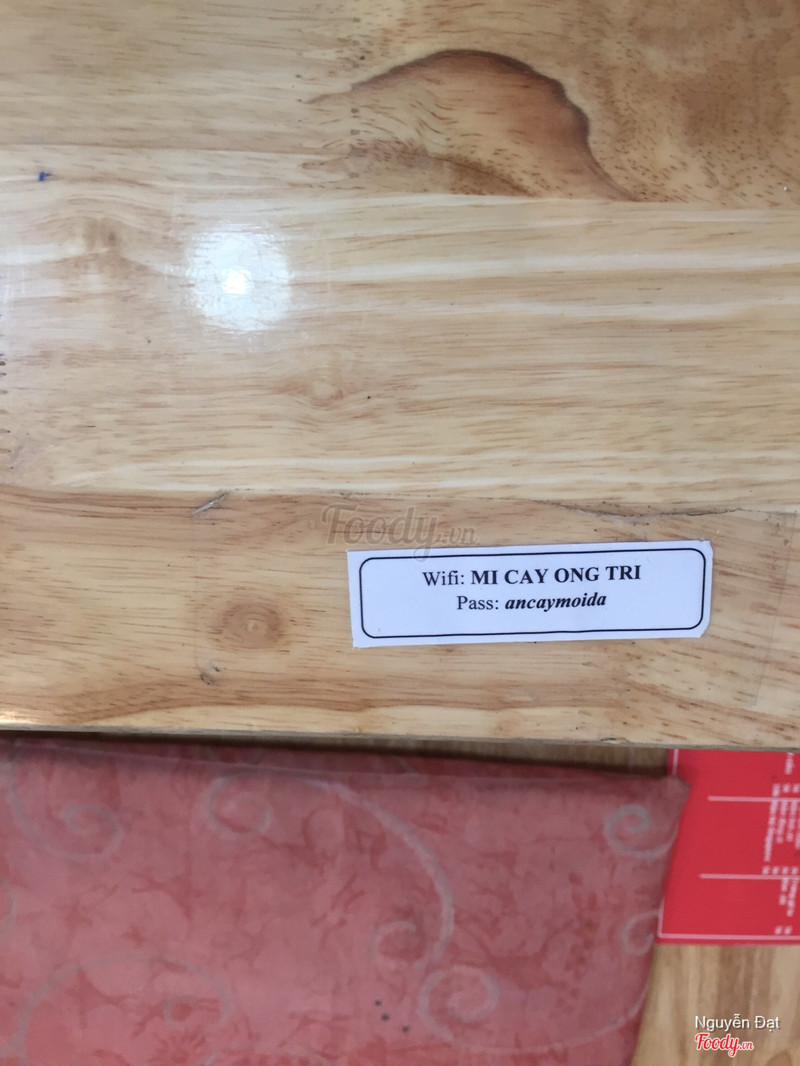 Foody.vn
Wifi: MI CAY ONG TRI
Pass: ancaymoida
Nguyễn Đạt
Foody.vn